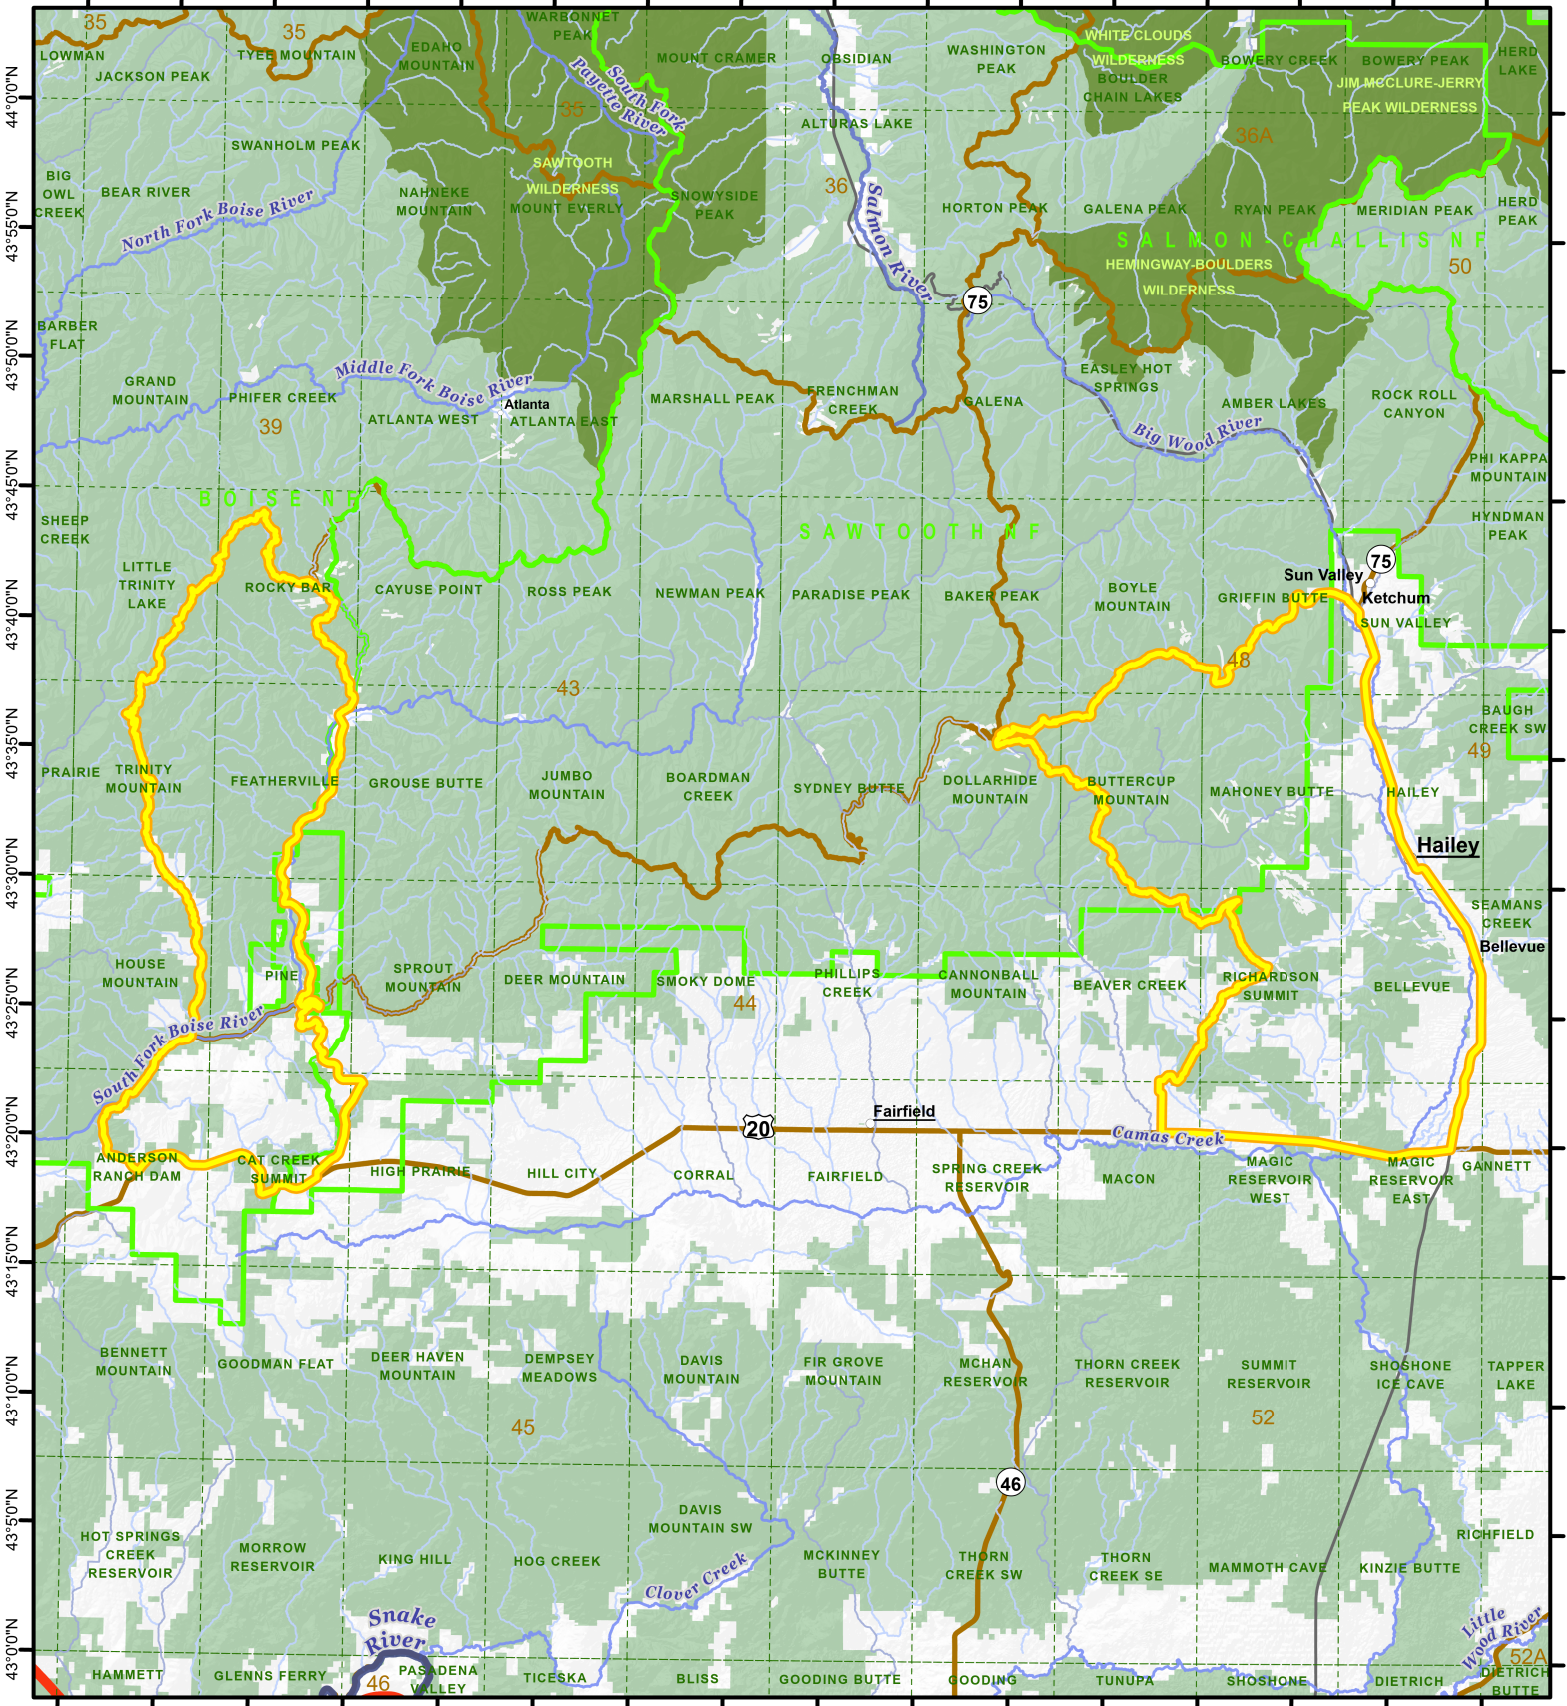 35
35
LOWMAN
JACKSON PEAK
TYEE MOUNTAIN
EDAHO
MOUNTAIN
WARBONNET
PEAK
MOUNT CRAMER
OBSIDIAN
WASHINGTON
PEAK
WHITE CLOUDS
WILDERNESS
BOULDER
CHAIN LAKES
BOWERY CREEK
BOWERY PEAK
JIM MCCLURE-JERRY
PEAK WILDERNESS
HERD
LAKE
South Fork
Payette River
35
44°0'0"N
SWANHOLM PEAK
ALTURAS LAKE
36A
SAWTOOTH
WILDERNESS
BIG
OWL
CREEK
BEAR RIVER
NAHNEKE
MOUNTAIN
MOUNT EVERLY
SNOWYSIDE
PEAK
36
Salmon River
HORTON PEAK
GALENA PEAK
RYAN PEAK
MERIDIAN PEAK
HERD
PEAK
North Fork Boise River
43°55'0"N
SALMON-CHALLIS NF
HEMINGWAY-BOULDERS
WILDERNESS
50
75
BARBER
FLAT
43°50'0"N
GRAND
MOUNTAIN
PHIFER CREEK
Middle Fork Boise River
Atlanta
ATLANTA WEST
ATLANTA EAST
MARSHALL PEAK
FRENCHMAN
CREEK
GALENA
EASLEY HOT
SPRINGS
AMBER LAKES
ROCK ROLL
CANYON
39
Big Wood River
43°45'0"N
PHI KAPPA
MOUNTAIN
BOISE NF
SAWTOOTH NF
SHEEP
CREEK
HYNDMAN
PEAK
75
Sun Valley
Ketchum
LITTLE
TRINITY
LAKE
ROCKY BAR
CAYUSE POINT
ROSS PEAK
NEWMAN PEAK
PARADISE PEAK
BAKER PEAK
BOYLE
MOUNTAIN
GRIFFIN BUTTE
SUN VALLEY
43°40'0"N
48
43
BAUGH
CREEK SW
49
43°35'0"N
PRAIRIE
TRINITY
MOUNTAIN
FEATHERVILLE
GROUSE BUTTE
JUMBO
MOUNTAIN
BOARDMAN
CREEK
SYDNEY BUTTE
DOLLARHIDE
MOUNTAIN
BUTTERCUP
MOUNTAIN
MAHONEY BUTTE
HAILEY
Hailey
43°30'0"N
SEAMANS
CREEK
Bellevue
HOUSE
MOUNTAIN
PINE
SPROUT
MOUNTAIN
DEER MOUNTAIN
SMOKY DOME
PHILLIPS
CREEK
CANNONBALL
MOUNTAIN
BEAVER CREEK
RICHARDSON
SUMMIT
BELLEVUE
44
43°25'0"N
South Fork Boise River
43°20'0"N
20
Fairfield
Camas Creek
ANDERSON
RANCH DAM
CAT CREEK
SUMMIT
HIGH PRAIRIE
HILL CITY
CORRAL
FAIRFIELD
SPRING CREEK
RESERVOIR
MACON
MAGIC
RESERVOIR
WEST
MAGIC
RESERVOIR
EAST
GANNETT
43°15'0"N
BENNETT
MOUNTAIN
GOODMAN FLAT
DEER HAVEN
MOUNTAIN
DEMPSEY
MEADOWS
DAVIS
MOUNTAIN
FIR GROVE
MOUNTAIN
MCHAN
RESERVOIR
THORN CREEK
RESERVOIR
SUMMIT
RESERVOIR
SHOSHONE
ICE CAVE
TAPPER
LAKE
43°10'0"N
45
52
46
43°5'0"N
HOT SPRINGS
CREEK
RESERVOIR
MORROW
RESERVOIR
KING HILL
HOG CREEK
DAVIS
MOUNTAIN SW
MCKINNEY
BUTTE
THORN
CREEK SW
THORN
CREEK SE
MAMMOTH CAVE
KINZIE BUTTE
RICHFIELD
Clover Creek
Snake
River
Little
Wood River
43°0'0"N
52A
HAMMETT
GLENNS FERRY
46
PASADENA
VALLEY
TICESKA
BLISS
GOODING BUTTE
GOODING
TUNUPA
SHOSHONE
DIETRICH
DIETRICH
BUTTE